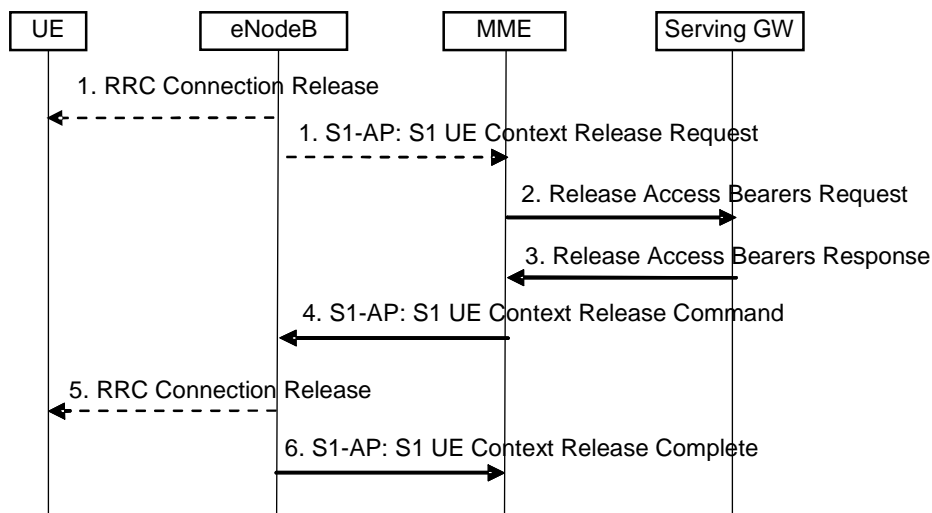 UE
eNodeB
MME
Serving GW
1. RRC Connection Release
1. S1-AP: S1 UE Context Release Request
2. Release Access Bearers Request
3. Release Access Bearers Response
4. S1-AP: S1 UE Context Release Command
5. RRC Connection Release
6. S1-AP: S1 UE Context Release Complete